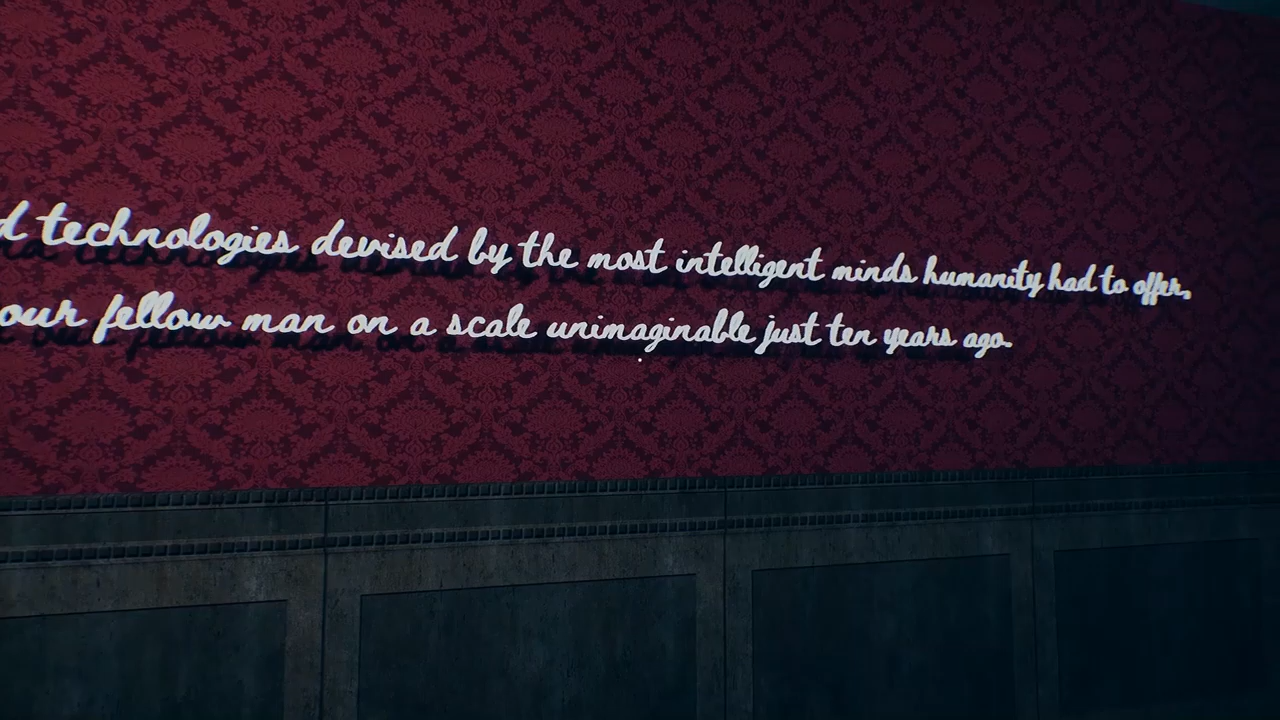 technologies devised by the most intelligent minds humanity had to offer,
our fellow man on a scale unimaginable just ten years ago.